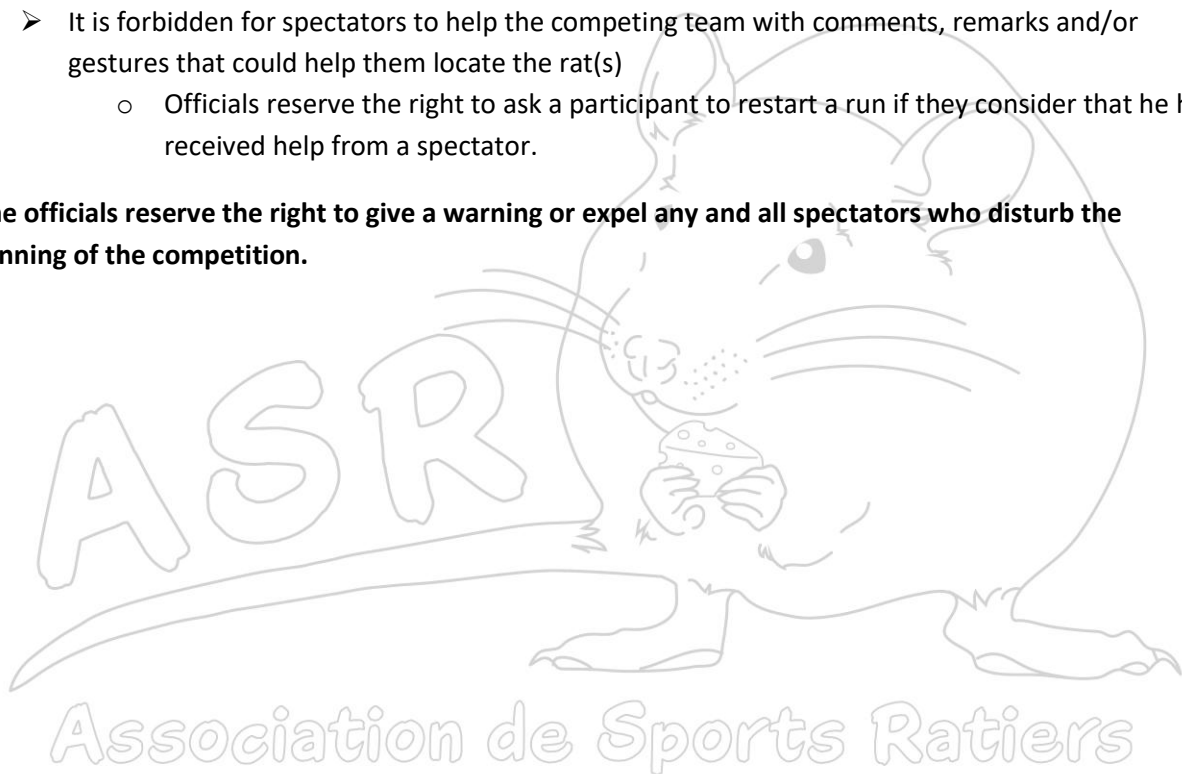 ➢ It is forbidden for spectators to help the competing team with comments, remarks and/or
gestures that could help them locate the rat(s)
o Officials reserve the right to ask a participant to restart a run if they consider that he
received help from a spectator.
officials reserve the right to give a warning or expel any and all spectators who disturb the
of the competition.
ASR
Association de Sports Ratiers